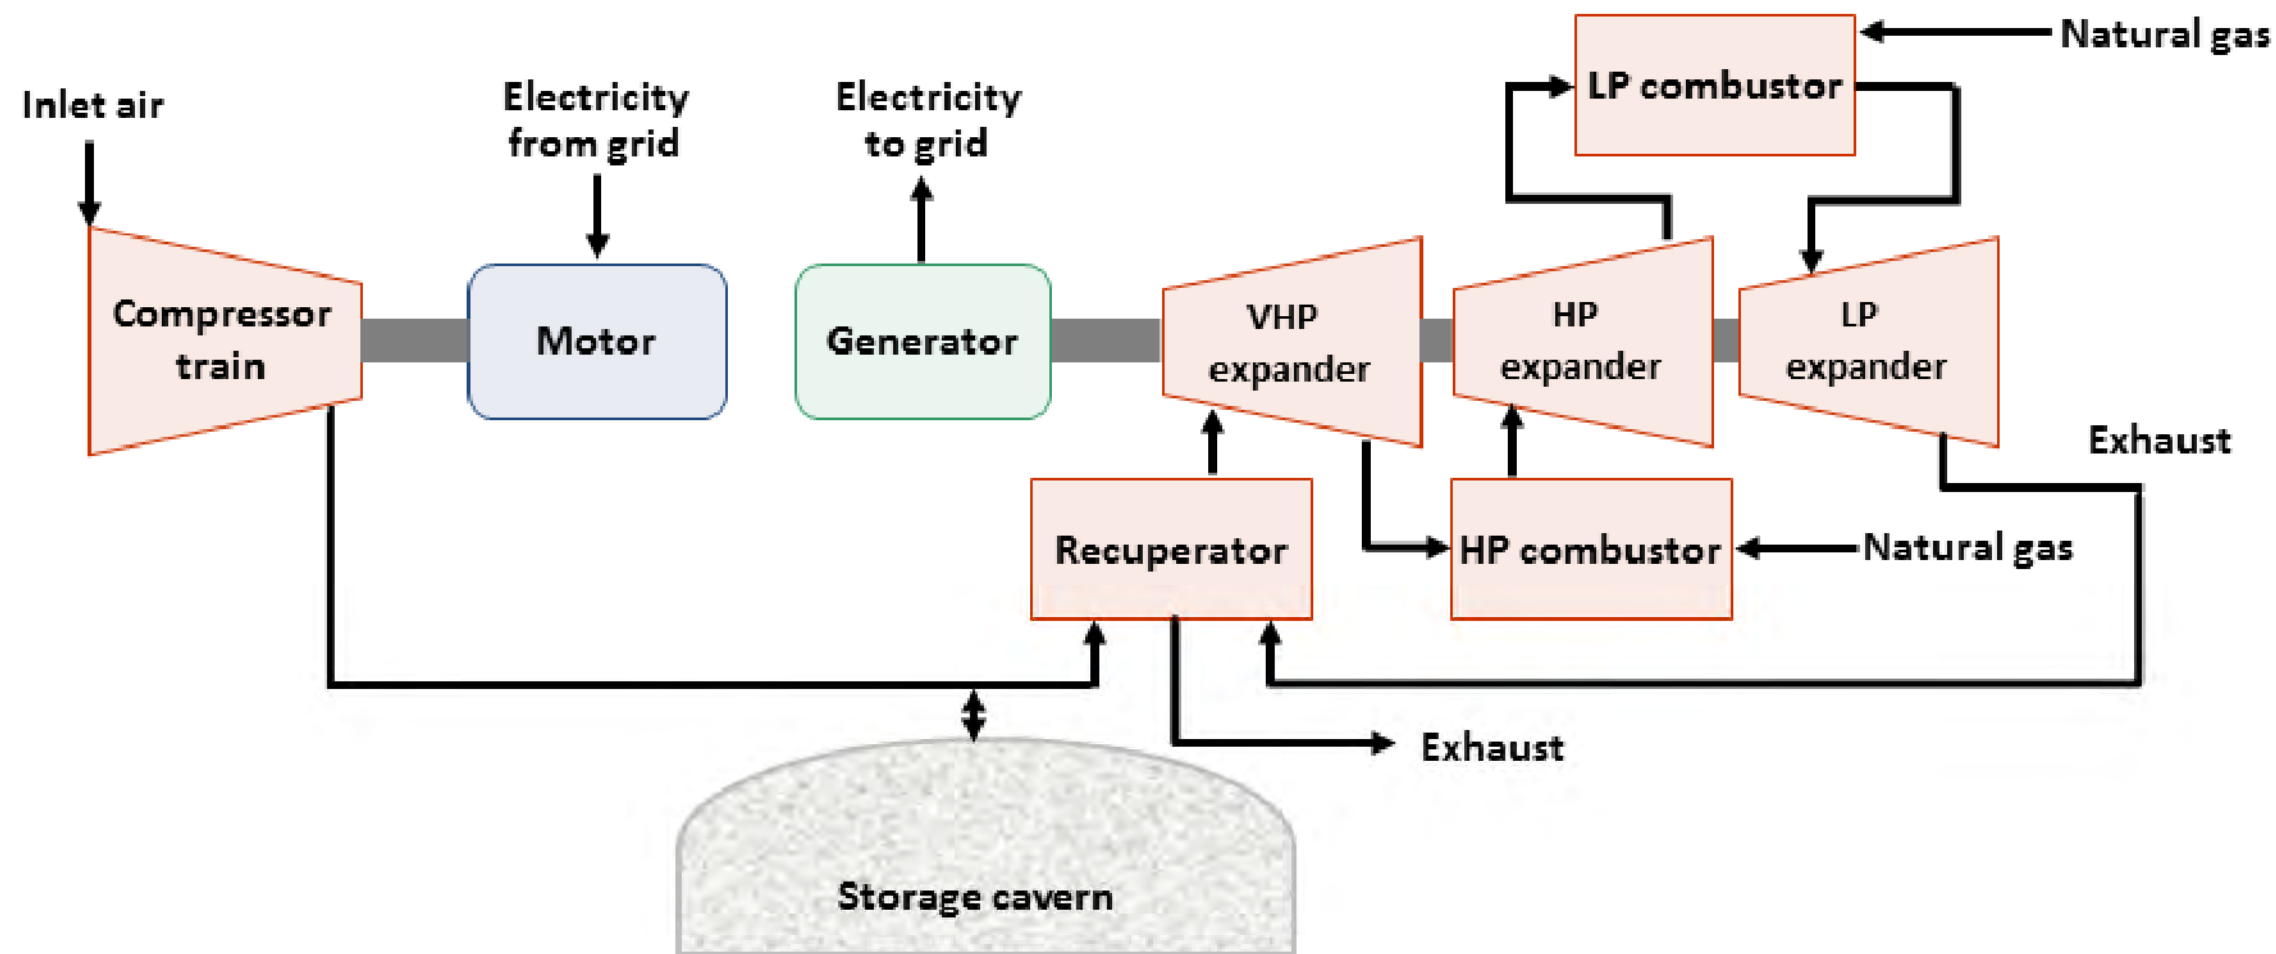 Natural gas
LP combustor
Inlet air
Electricity
from grid
Electricity
to grid
Compressor
train
Motor
Generator
VHP
expander
HP
expander
LP
expander
Exhaust
Recuperator
HP combustor
Natural gas
Exhaust
Storage cavern